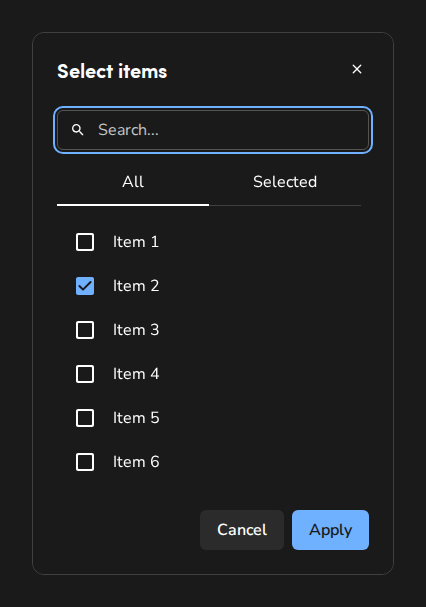 Select items
Search...
All Selected
Item 1
Item 2
Item 3
Item 4
Item 5
Item 6
Cancel Apply